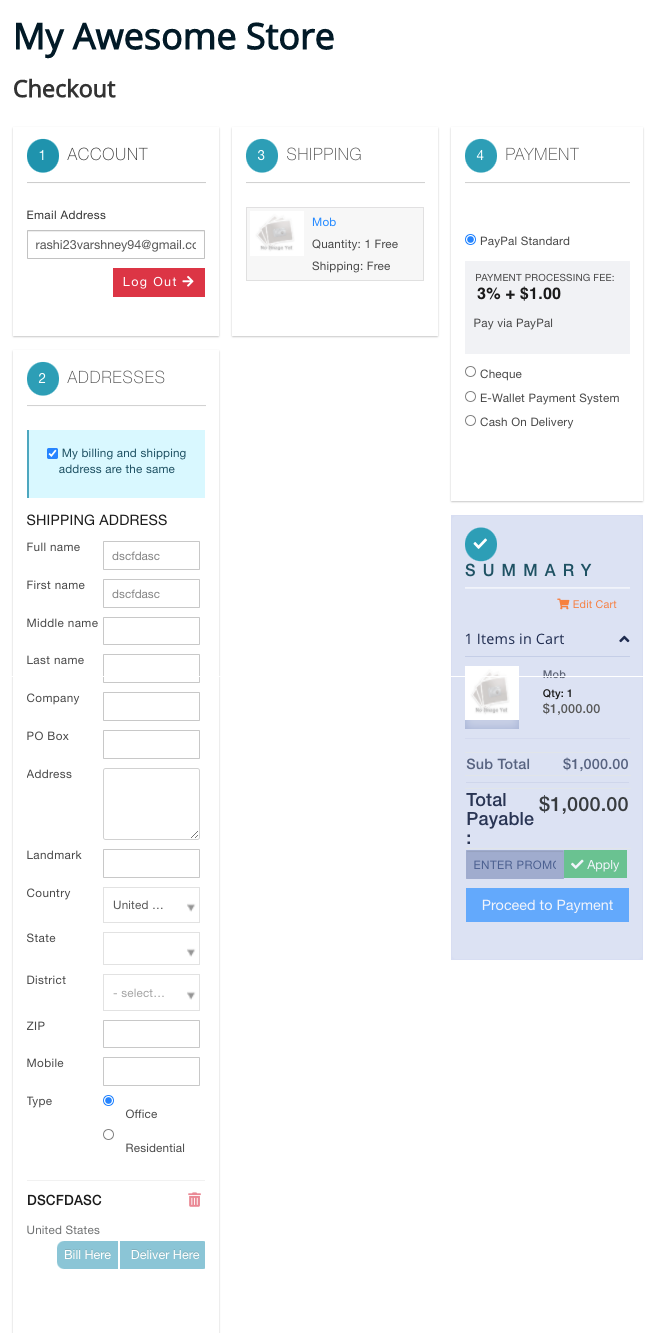 My Awesome Store
Checkout
1 ACCOUNT
Email Address
rashi23varshney94@gmail.cc
Log Out
2 ADDRESSES
My billing and shipping
address are the same
SHIPPING ADDRESS
Full name dscfdasc
First name dscfdasc
Middle name
Last name
Company
PO Box
Address
Landmark
Country United ...
State
District - select...
ZIP
Mobile
Type
Office
Residential
DSCFDASC
United States
Bill Here Deliver Here
3 SHIPPING
Mob
Quantity: 1 Free
Shipping: Free
No Image Yet
4 PAYMENT
PayPal Standard
PAYMENT PROCESSING FEE:
3% + $1.00
Pay via PayPal
Cheque
E-Wallet Payment System
Cash On Delivery
SUMMARY
Edit Cart
1 Items in Cart
Mob
Qty: 1
$1,000.00
No Image Yet
Sub Total $1,000.00
Total $1,000.00
Payable
:
ENTER PROMO Apply
Proceed to Payment